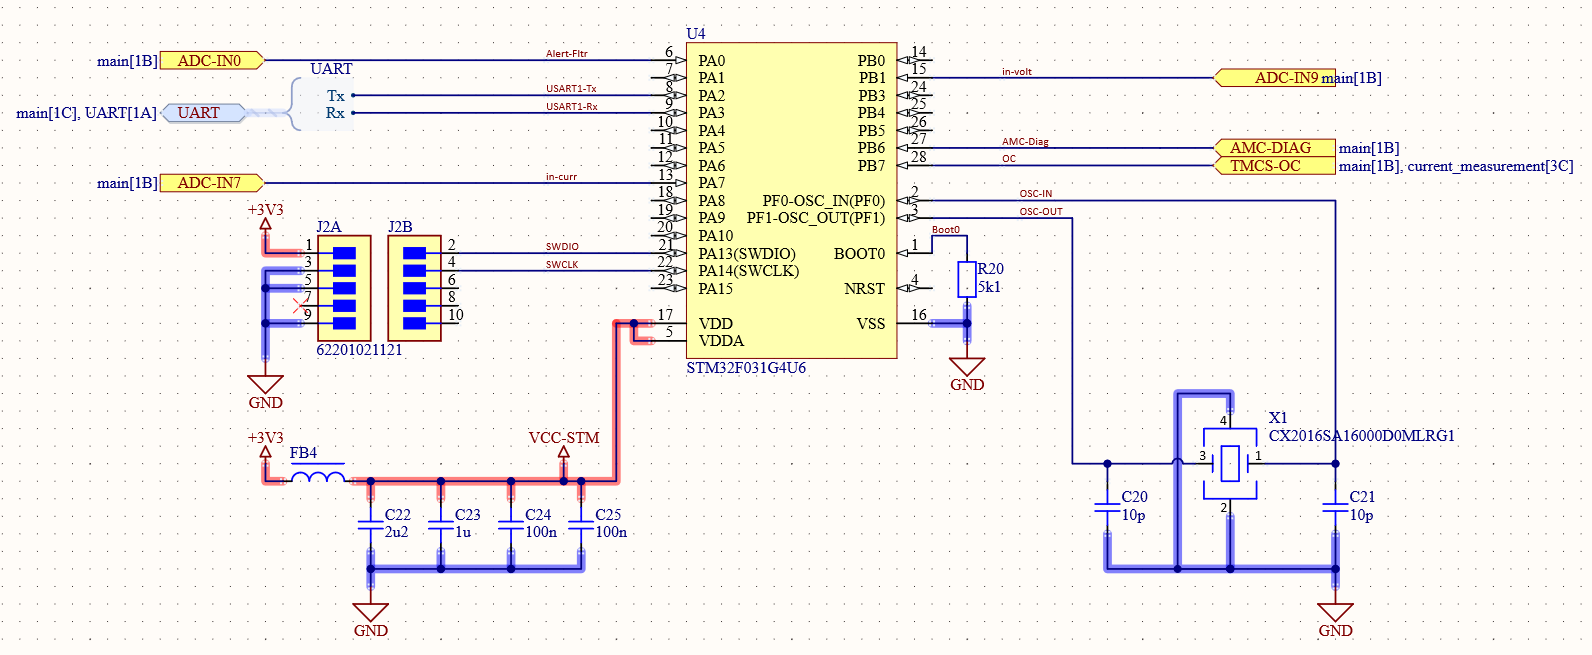 U4
main[1B] ADC-IN0 Alert-Fltr 6 PA0 PB0 14
7 PA1 PB1 15 in-volt ADC-IN9 main[1B]
UART
Tx USART1-Tx 8 PA2 PB3 24
main[1C], UART[1A] UART Rx USART1-Rx 9 PA3 PB4 25
10 PA4 PB5 26
11 PA5 PB6 27 AMC-Diag AMC-DIAG main[1B]
12 PA6 PB7 28 OC TMCS-OC main[1B], current_measurement[3C]
main[1B] ADC-IN7 in-curr 13 PA7
18 PA8 PF0-OSC_IN(PF0) 2 OSC-IN
19 PA9 PF1-OSC_OUT(PF1) 3 OSC-OUT
20 PA10
21 PA13(SWDIO) BOOT0 1 Boot0
22 PA14(SWCLK)
23 PA15 NRST 4
17 VDD VSS 16
5 VDDA
STM32F031G4U6
R20
5k1
GND
+3V3
J2A J2B
1 2 SWDIO
3 4 SWCLK
5 6
7 8
9 10
62201021121
GND
+3V3 FB4 VCC-STM
C22 C23 C24 C25
2u2 1u 100n 100n
GND
X1
CX2016SA16000D0MLRG1
4
3 1
2
C20
10p
C21
10p
GND